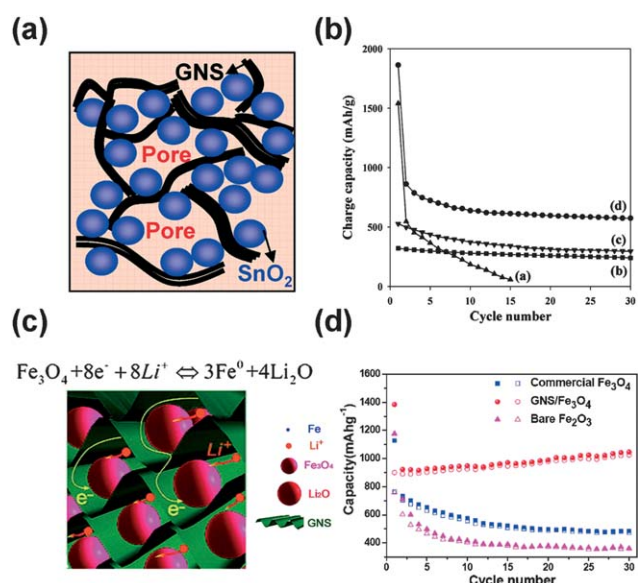 (a)
GNS
Pore
Pore
SnO₂
(b)
2000
1500
1000
500
0
Charge capacity (mAh/g)
(d)
(c)
(b)
(a)
0 5 10 15 20 25 30
Cycle number
(c)
Fe₃O₄+8e⁻+8Li⁺ ⇔ 3Fe⁰+4Li₂O
Li⁺
e⁻
e⁻
Fe
Li⁺
Fe₃O₄
Li₂O
GNS
(d)
1600
1400
1200
1000
800
600
400
Capacity(mAhg⁻¹)
Commercial Fe₃O₄
GNS/Fe₃O₄
Bare Fe₂O₃
0 5 10 15 20 25 30
Cycle number